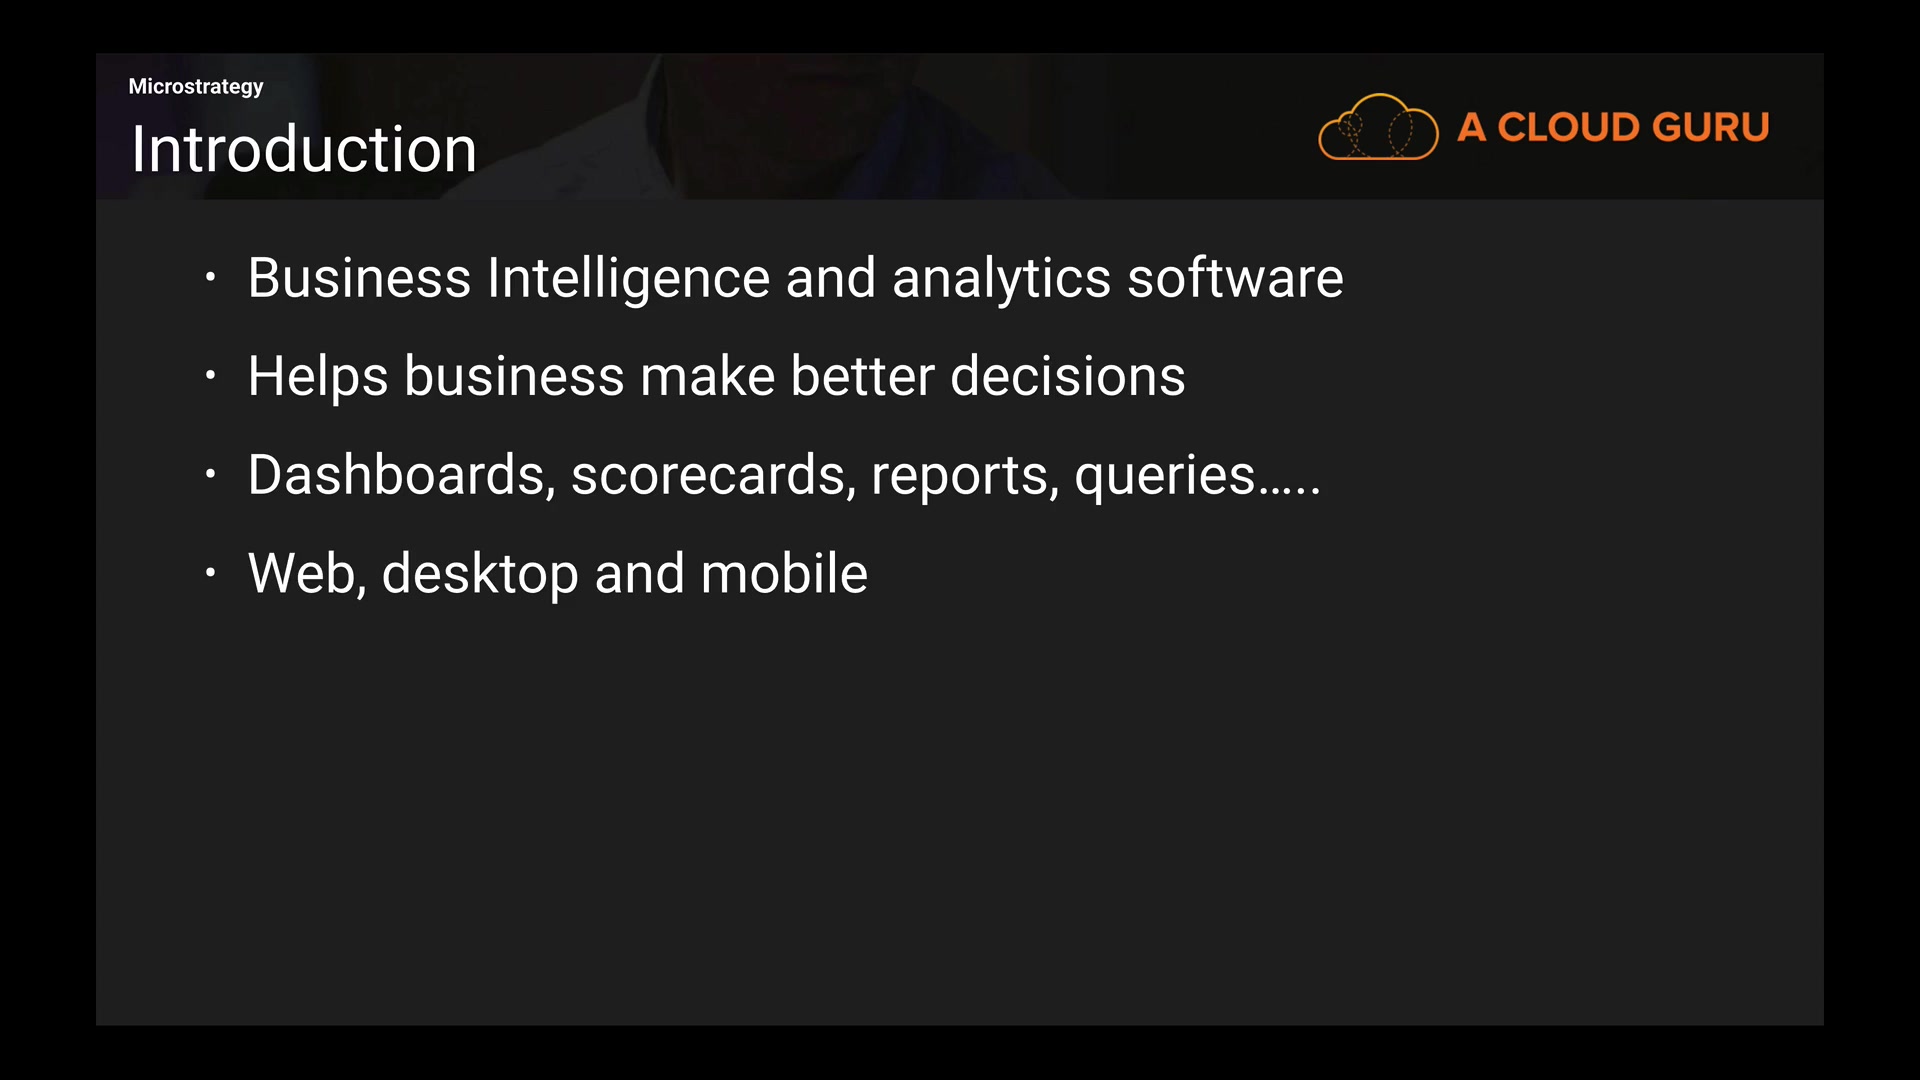 Microstrategy
Introduction
A CLOUD GURU
• Business Intelligence and analytics software
• Helps business make better decisions
• Dashboards, scorecards, reports, queries.....
• Web, desktop and mobile